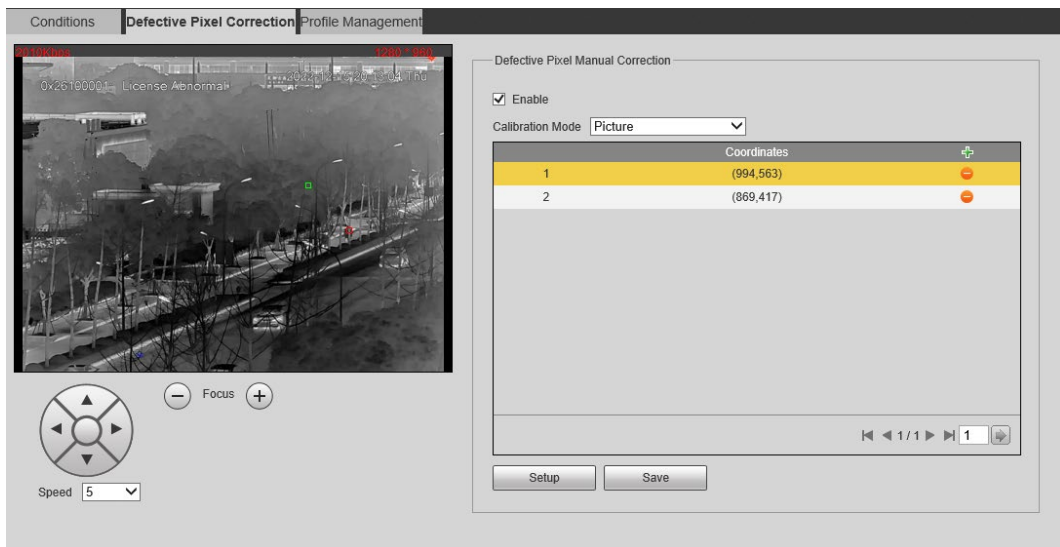 Conditions Defective Pixel Correction Profile Management
2019Kbps 1280 * 960
0x26100001 License Abnormal
Defective Pixel Manual Correction
Enable
Calibration Mode Picture
Coordinates
1 (994,563)
2 (869,417)
1 / 1 1
Focus
Speed 5
Setup Save